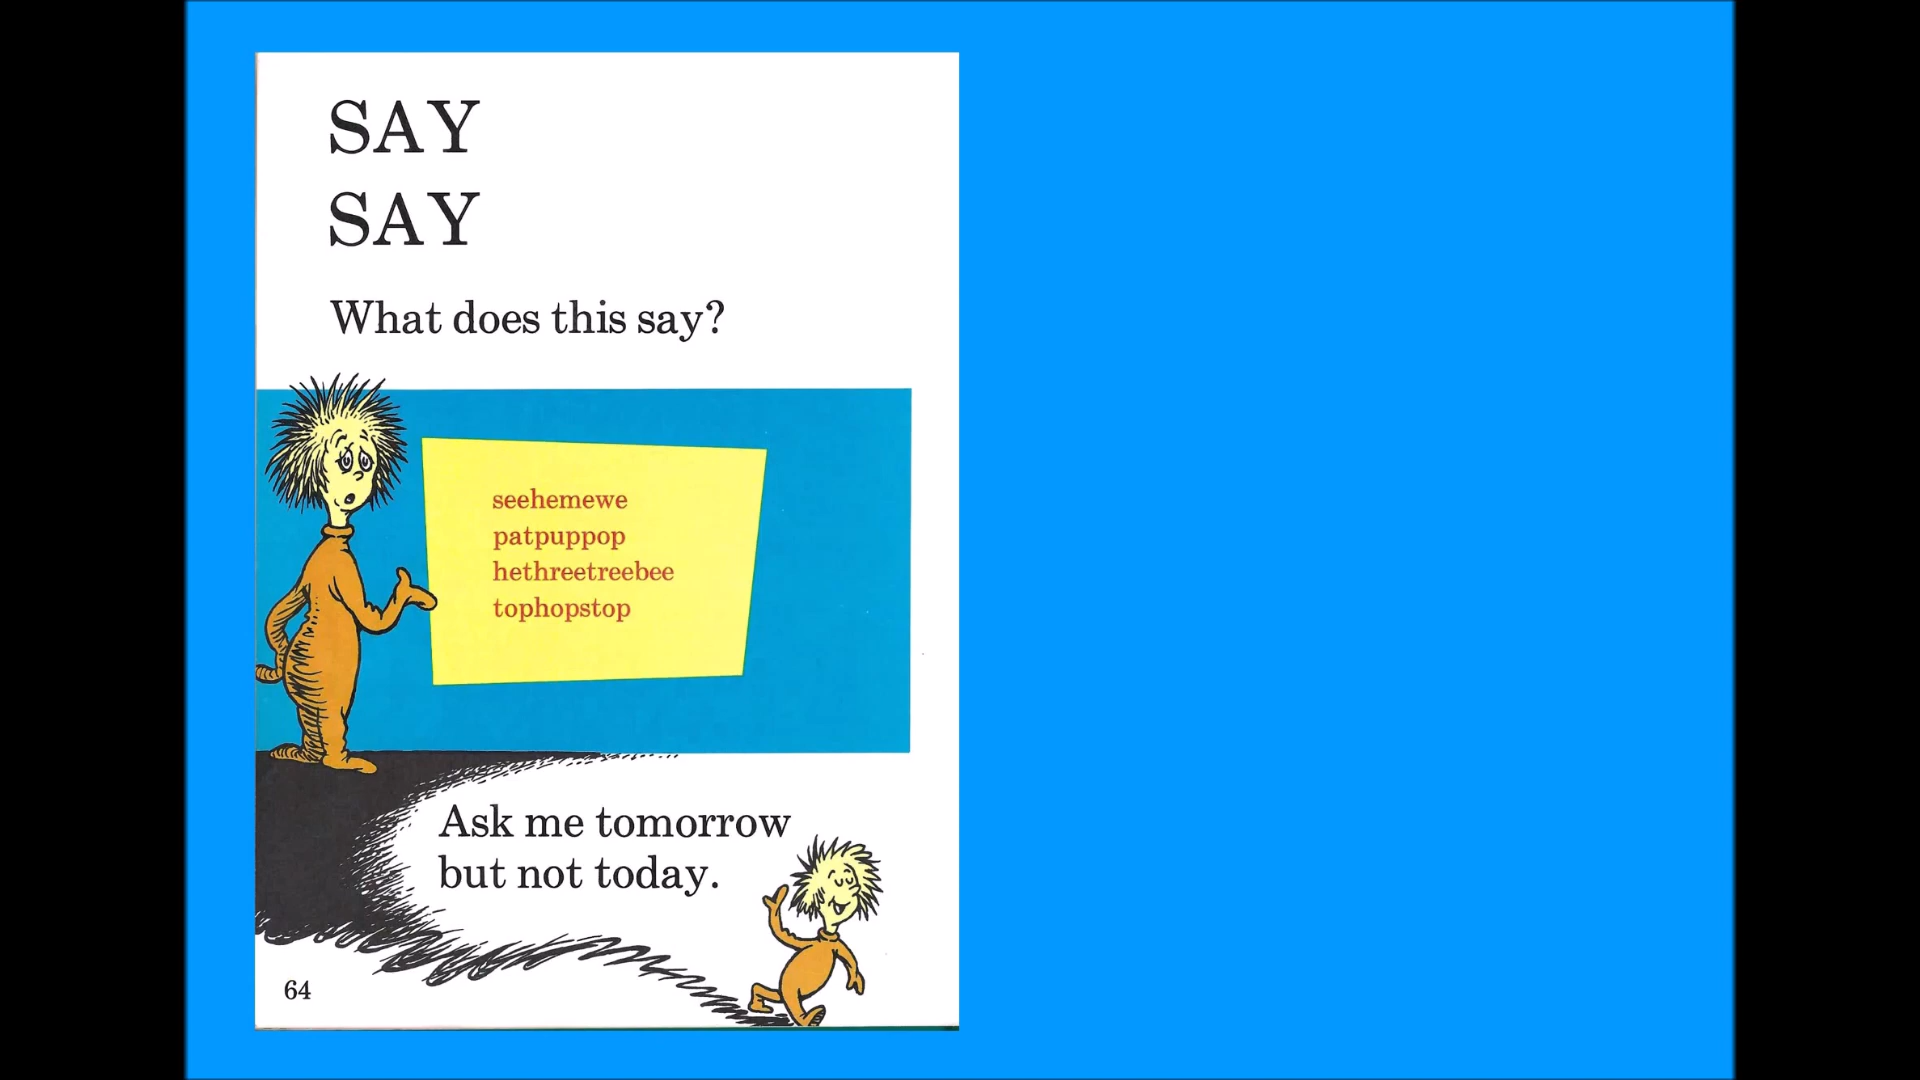 SAY
SAY
What does this say?
seehemewe
patpuppop
hethreetreebee
tophopstop
Ask me tomorrow
but not today.
64